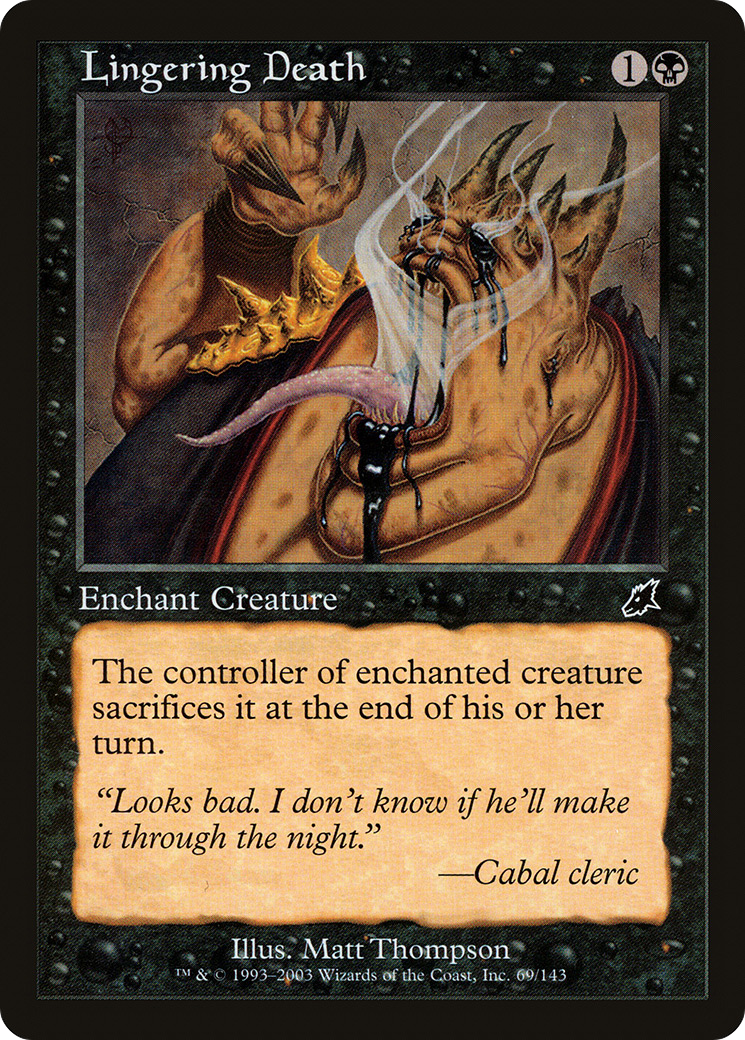 Lingering Death
1
Enchant Creature
The controller of enchanted creature
sacrifices it at the end of his or her
turn.
“Looks bad. I don’t know if he’ll make
it through the night.”
—Cabal cleric
Illus. Matt Thompson
™ & © 1993–2003 Wizards of the Coast, Inc. 69/143